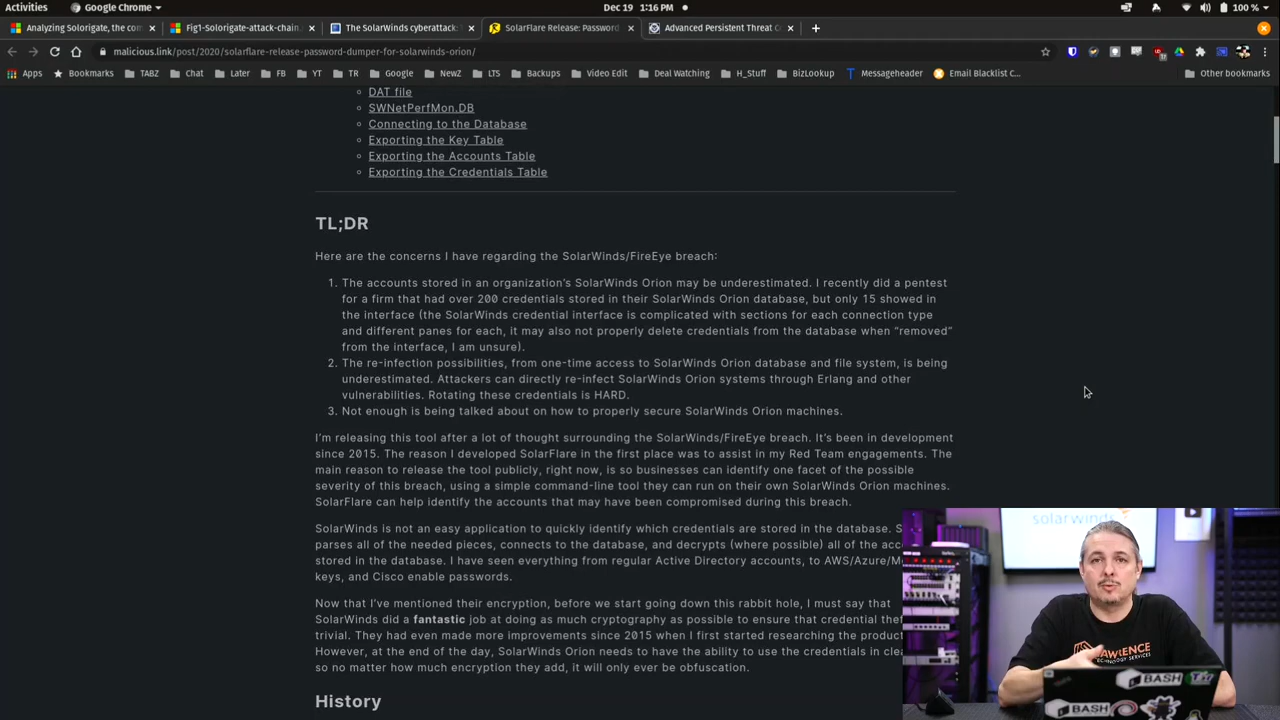 Activities
Google Chrome
Dec 19 1:16 PM
100 %
Analyzing Solorigate, the com
Fig1-Solorigate-attack-chain.
The SolarWinds cyberattack:
SolarFlare Release: Password
Advanced Persistent Threat C
malicious.link/post/2020/solarflare-release-password-dumper-for-solarwinds-orion/
Apps
Bookmarks
TABZ
Chat
Later
FB
YT
TR
Google
NewZ
LTS
Backups
Video Edit
Deal Watching
H_Stuff
BizLookup
Messageheader
Email Blacklist C...
Other bookmarks
DAT file
SWNetPerfMon.DB
Connecting to the Database
Exporting the Key Table
Exporting the Accounts Table
Exporting the Credentials Table
TL;DR
Here are the concerns I have regarding the SolarWinds/FireEye breach:
1. The accounts stored in an organization's SolarWinds Orion may be underestimated. I recently did a pentest
for a firm that had over 200 credentials stored in their SolarWinds Orion database, but only 15 showed in
the interface (the SolarWinds credential interface is complicated with sections for each connection type
and different panes for each, it may also not properly delete credentials from the database when "removed"
from the interface, I am unsure).
2. The re-infection possibilities, from one-time access to SolarWinds Orion database and file system, is being
underestimated. Attackers can directly re-infect SolarWinds Orion systems through Erlang and other
vulnerabilities. Rotating these credentials is HARD.
3. Not enough is being talked about on how to properly secure SolarWinds Orion machines.
I'm releasing this tool after a lot of thought surrounding the SolarWinds/FireEye breach. It's been in development
since 2015. The reason I developed SolarFlare in the first place was to assist in my Red Team engagements. The
main reason to release the tool publicly, right now, is so businesses can identify one facet of the possible
severity of this breach, using a simple command-line tool they can run on their own SolarWinds Orion machines.
SolarFlare can help identify the accounts that may have been compromised during this breach.
SolarWinds is not an easy application to quickly identify which credentials are stored in the database. S
parses all of the needed pieces, connects to the database, and decrypts (where possible) all of the acc
stored in the database. I have seen everything from regular Active Directory accounts, to AWS/Azure/M
keys, and Cisco enable passwords.
Now that I've mentioned their encryption, before we start going down this rabbit hole, I must say that
SolarWinds did a fantastic job at doing as much cryptography as possible to ensure that credential the
trivial. They had even made more improvements since 2015 when I first started researching the product
However, at the end of the day, SolarWinds Orion needs to have the ability to use the credentials in cle
so no matter how much encryption they add, it will only ever be obfuscation.
History
solarwinds
LAWRENCE
TECHNOLOGY SERVICES
BASH
BASH